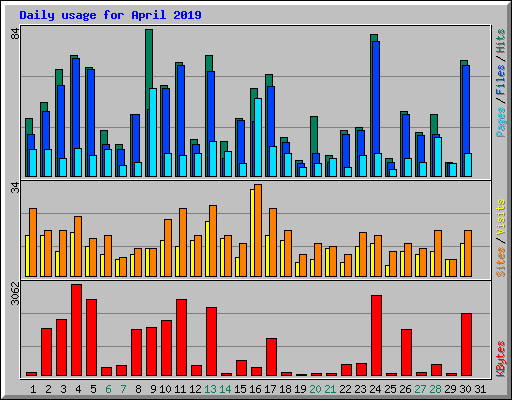 Daily usage for April 2019
84
Pages/Files/Hits
34
Sites/Visits
3062
KBytes
1 2 3 4 5 6 7 8 9 10 11 12 13 14 15 16 17 18 19 20 21 22 23 24 25 26 27 28 29 30 31